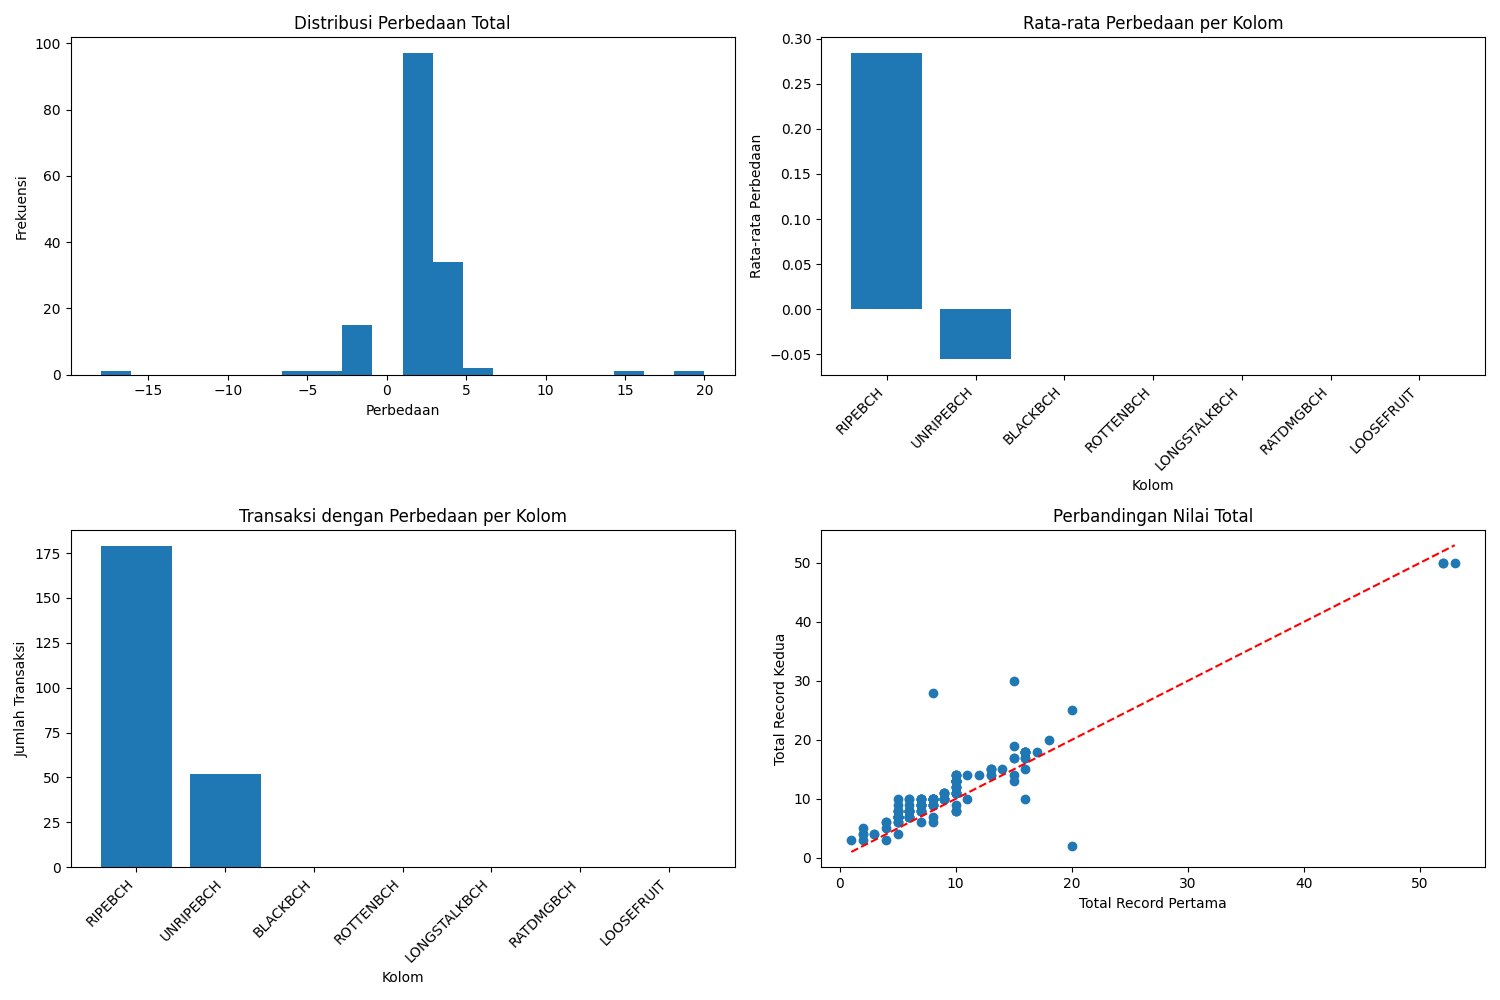 Distribusi Perbedaan Total
100
80
60
40
20
0
Frekuensi
−15
−10
−5
0
5
10
15
20
Perbedaan
Rata-rata Perbedaan per Kolom
0.30
0.25
0.20
0.15
0.10
0.05
0.00
−0.05
Rata-rata Perbedaan
RIPEBCH
UNRIPEBCH
BLACKBCH
ROTTENBCH
LONGSTALKBCH
RATDMGBCH
LOOSEFRUIT
Kolom
Transaksi dengan Perbedaan per Kolom
175
150
125
100
75
50
25
0
Jumlah Transaksi
RIPEBCH
UNRIPEBCH
BLACKBCH
ROTTENBCH
LONGSTALKBCH
RATDMGBCH
LOOSEFRUIT
Kolom
Perbandingan Nilai Total
50
40
30
20
10
0
Total Record Kedua
0
10
20
30
40
50
Total Record Pertama